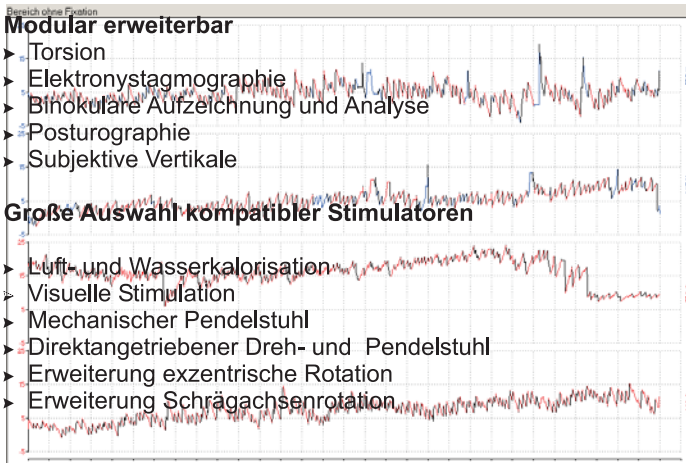 Bereich ohne Fixation
Modular erweiterbar
➤ Torsion
➤ Elektronystagmographie
➤ Binokulare Aufzeichnung und Analyse
➤ Posturographie
➤ Subjektive Vertikale
Große Auswahl kompatibler Stimulatoren
➤ Luft- und Wasserkalorisation
➤ Visuelle Stimulation
➤ Mechanischer Pendelstuhl
➤ Direktangetriebener Dreh- und Pendelstuhl
➤ Erweiterung exzentrische Rotation
➤ Erweiterung Schrägachsenrotation